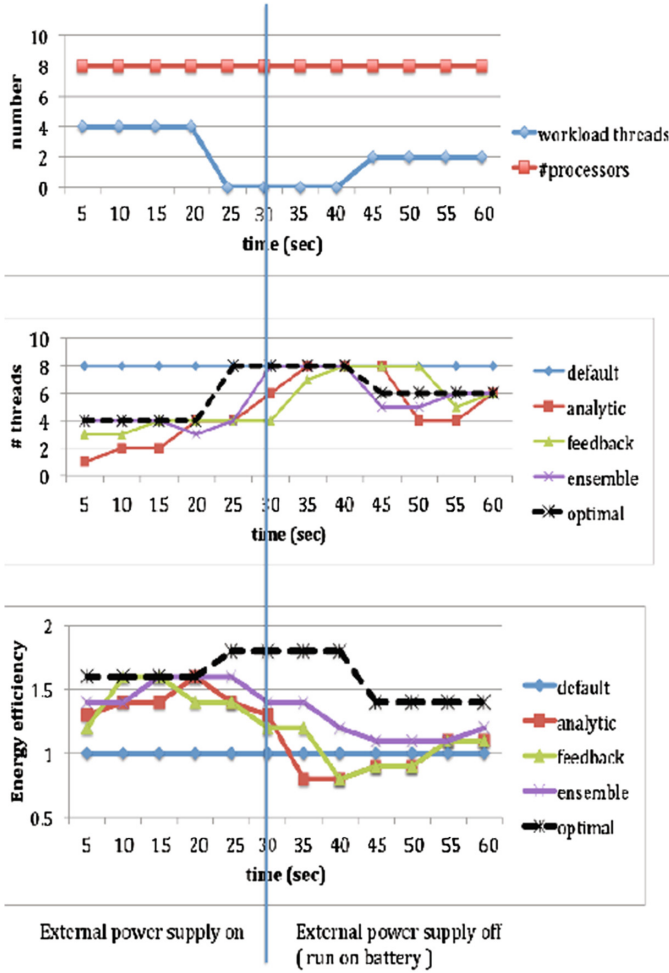 10
8
6
4
2
0
number
5 10 15 20 25 30 35 40 45 50 55 60
time (sec)
workload threads
#processors
10
8
6
4
2
0
# threads
5 10 15 20 25 30 35 40 45 50 55 60
time (sec)
default
analytic
feedback
ensemble
optimal
2
1.5
1
0.5
Energy efficiency
5 10 15 20 25 30 35 40 45 50 55 60
time (sec)
default
analytic
feedback
ensemble
optimal
External power supply on
External power supply off
( run on battery )